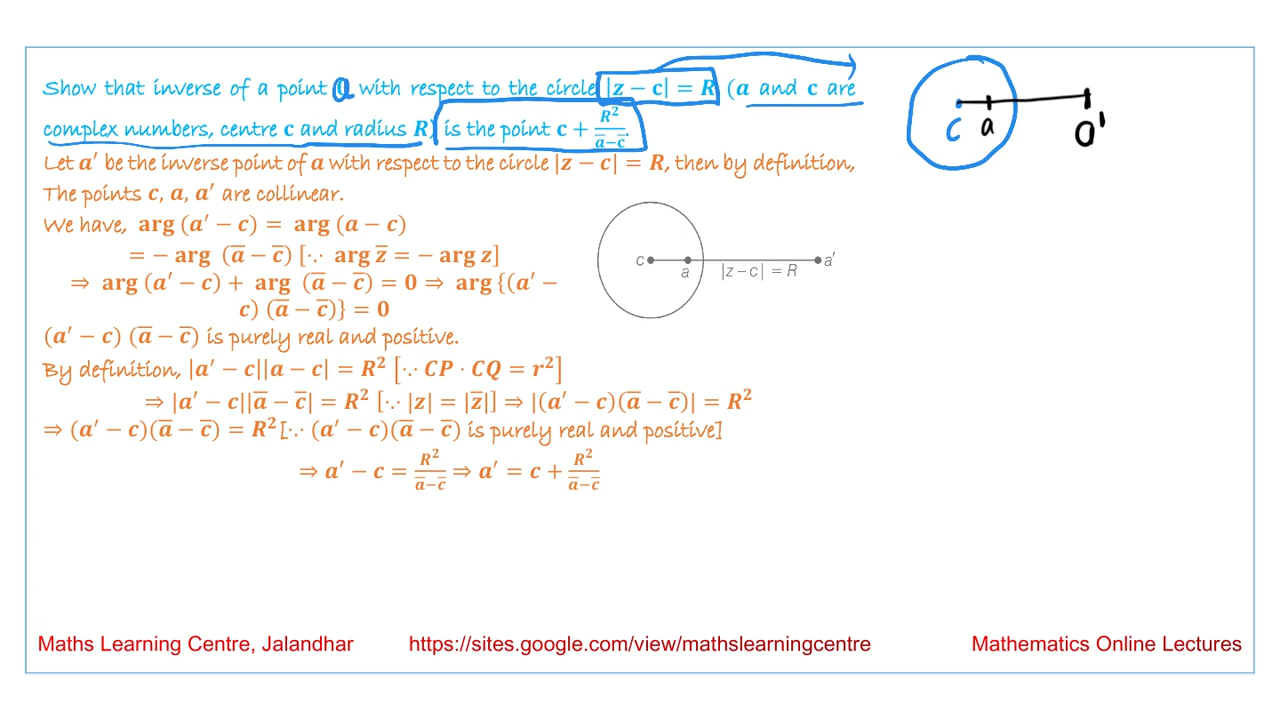 Show that inverse of a point a with respect to the circle |z − c| = R (a and c are
complex numbers, centre c and radius R) is the point c + R²/(a̅−c̅).
Let a′ be the inverse point of a with respect to the circle |z − c| = R, then by definition,
The points c, a, a′ are collinear.
We have, arg (a′ − c) = arg (a − c)
= − arg (a̅ − c̅) [∵ arg z̅ = − arg z]
⇒ arg (a′ − c) + arg (a̅ − c̅) = 0 ⇒ arg {(a′ −
c) (a̅ − c̅)} = 0
(a′ − c) (a̅ − c̅) is purely real and positive.
By definition, |a′ − c||a − c| = R² [∵ CP · CQ = r²]
⇒ |a′ − c||a̅ − c̅| = R² [∵ |z| = |z̅|] ⇒ |(a′ − c)(a̅ − c̅)| = R²
⇒ (a′ − c)(a̅ − c̅) = R² [∵ (a′ − c)(a̅ − c̅) is purely real and positive]
⇒ a′ − c = R²/(a̅−c̅) ⇒ a′ = c + R²/(a̅−c̅)
c a a'
c a a'
|z − c| = R
Maths Learning Centre, Jalandhar
https://sites.google.com/view/mathslearningcentre
Mathematics Online Lectures